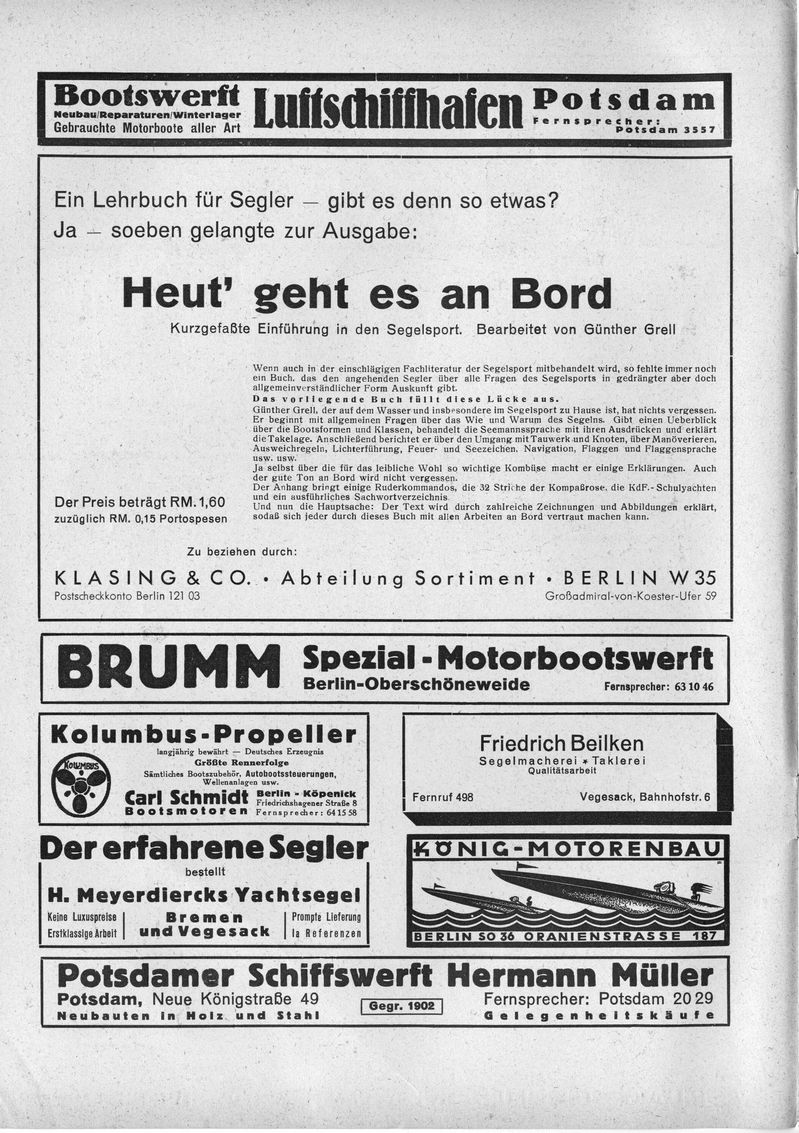 Bootswerft
Neubau/Reparaturen/Winterlager
Gebrauchte Motorboote aller Art
Luftschiffhafen
Potsdam
Fernsprecher:
Potsdam 3557
Ein Lehrbuch für Segler — gibt es denn so etwas?
Ja — soeben gelangte zur Ausgabe:
Heut' geht es an Bord
Kurzgefaßte Einführung in den Segelsport. Bearbeitet von Günther Grell
Wenn auch in der einschlägigen Fachliteratur der Segelsport mitbehandelt wird, so fehlte immer noch
ein Buch, das den angehenden Segler über alle Fragen des Segelsports in gedrängter aber doch
allgemeinverständlicher Form Auskunft gibt.
Das vorliegende Buch füllt diese Lücke aus.
Günther Grell, der auf dem Wasser und insbesondere im Segelsport zu Hause ist, hat nichts vergessen.
Er beginnt mit allgemeinen Fragen über das Wie und Warum des Segelns. Gibt einen Ueberblick
über die Bootsformen und Klassen, behandelt die Seemannssprache mit ihren Ausdrücken und erklärt
die Takelage. Anschließend berichtet er über den Umgang mit Tauwerk und Knoten, über Manöverieren,
Ausweichregeln, Lichterführung, Feuer- und Seezeichen. Navigation, Flaggen und Flaggensprache
usw. usw.
Ja selbst über die für das leibliche Wohl so wichtige Kombüse macht er einige Erklärungen. Auch
der gute Ton an Bord wird nicht vergessen.
Der Anhang bringt einige Ruderkommandos, die 32 Striche der Kompaßrose, die KdF.-Schulyachten
und ein ausführliches Sachwortverzeichnis.
Und nun die Hauptsache: Der Text wird durch zahlreiche Zeichnungen und Abbildungen erklärt,
sodaß sich jeder durch dieses Buch mit allen Arbeiten an Bord vertraut machen kann.
Der Preis beträgt RM. 1,60
zuzüglich RM. 0,15 Portospesen
Zu beziehen durch:
KLASING & CO. • Abteilung Sortiment • BERLIN W 35
Postscheckkonto Berlin 121 03
Großadmiral-von-Koester-Ufer 59
BRUMM
Spezial-Motorbootswerft
Berlin-Oberschöneweide
Fernsprecher: 63 10 46
Kolumbus-Propeller
langjährig bewährt — Deutsches Erzeugnis
Größte Rennerfolge
Sämtliches Bootszubehör, Autobootssteuerungen,
Wellenanlagen usw.
KOLUMBUS
Carl Schmidt
Bootsmotoren
Berlin - Köpenick
Friedrichshagener Straße 8
Fernsprecher: 64 15 58
Friedrich Beilken
Segelmacherei * Taklerei
Qualitätsarbeit
Fernruf 498
Vegesack, Bahnhofstr. 6
Der erfahrene Segler
bestellt
H. Meyerdiercks Yachtsegel
Keine Luxuspreise
Erstklassige Arbeit
Bremen
und Vegesack
Prompte Lieferung
Ia Referenzen
KÖNIG-MOTORENBAU
BERLIN SO 36 ORANIENSTRASSE 187
Potsdamer Schiffswerft Hermann Müller
Potsdam, Neue Königstraße 49
Neubauten in Holz und Stahl
Gegr. 1902
Fernsprecher: Potsdam 20 29
Gelegenheitskäufe